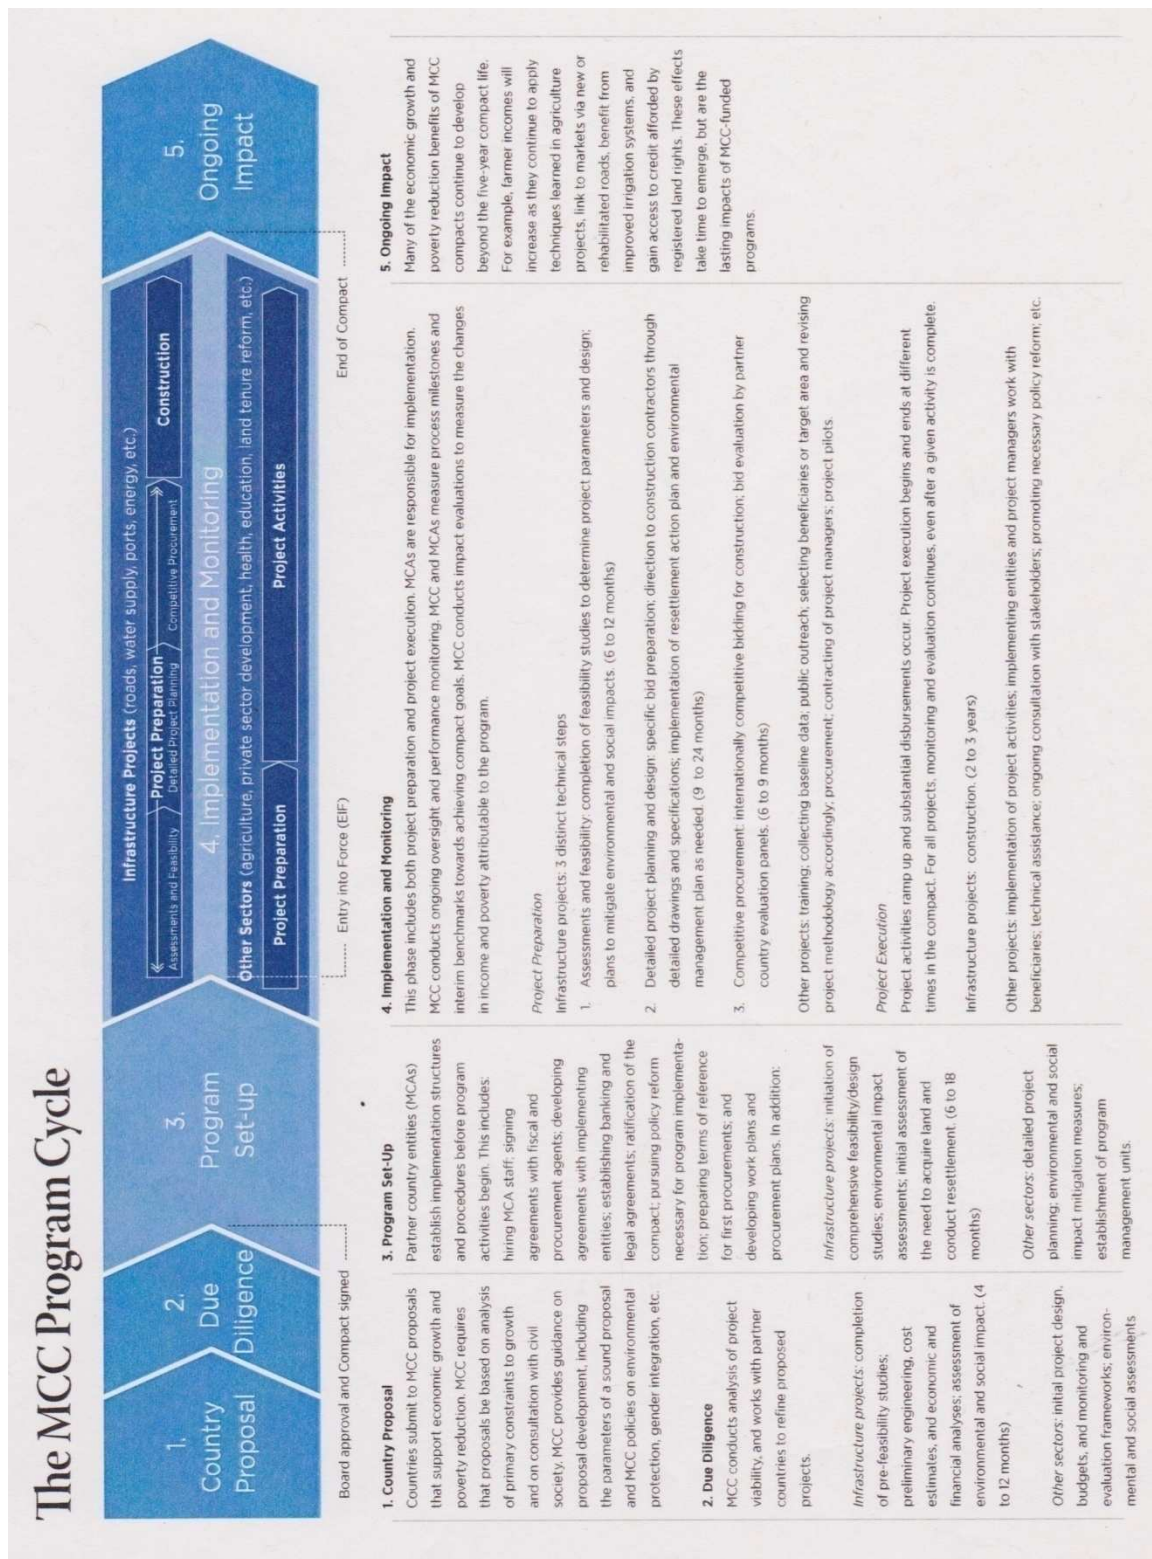 The MCC Program Cycle
1.
Country
Proposal
2.
Due
Diligence
3.
Program
Set-up
Infrastructure Projects (roads, water supply, ports, energy, etc.)
Project Preparation
Assessments and Feasibility
Detailed Project Planning
Competitive Procurement
Construction
4. Implementation and Monitoring
Other Sectors (agriculture, private sector development, health, education, land tenure reform, etc.)
Project Preparation
Project Activities
5.
Ongoing
Impact
Board approval and Compact signed
Entry into Force (EIF)
End of Compact
1. Country Proposal
Countries submit to MCC proposals
that support economic growth and
poverty reduction. MCC requires
that proposals be based on analysis
of primary constraints to growth
and on consultation with civil
society. MCC provides guidance on
proposal development, including
the parameters of a sound proposal
and MCC policies on environmental
protection, gender integration, etc.
2. Due Diligence
MCC conducts analysis of project
viability, and works with partner
countries to refine proposed
projects.
Infrastructure projects: completion
of pre-feasibility studies;
preliminary engineering, cost
estimates, and economic and
financial analyses; assessment of
environmental and social impact. (4
to 12 months)
Other sectors: initial project design,
budgets, and monitoring and
evaluation frameworks; environ-
mental and social assessments
3. Program Set-Up
Partner country entities (MCAs)
establish implementation structures
and procedures before program
activities begin. This includes:
hiring MCA staff; signing
agreements with fiscal and
procurement agents; developing
agreements with implementing
entities; establishing banking and
legal agreements; ratification of the
compact; pursuing policy reform
necessary for program implementa-
tion; preparing terms of reference
for first procurements; and
developing work plans and
procurement plans. In addition:
Infrastructure projects: initiation of
comprehensive feasibility/design
studies; environmental impact
assessments; initial assessment of
the need to acquire land and
conduct resettlement. (6 to 18
months)
Other sectors: detailed project
planning; environmental and social
impact mitigation measures;
establishment of program
management units.
4. Implementation and Monitoring
This phase includes both project preparation and project execution. MCAs are responsible for implementation.
MCC conducts ongoing oversight and performance monitoring. MCC and MCAs measure process milestones and
interim benchmarks towards achieving compact goals. MCC conducts impact evaluations to measure the changes
in income and poverty attributable to the program.
Project Preparation
Infrastructure projects: 3 distinct technical steps
1. Assessments and feasibility: completion of feasibility studies to determine project parameters and design;
plans to mitigate environmental and social impacts. (6 to 12 months)
2. Detailed project planning and design: specific bid preparation; direction to construction contractors through
detailed drawings and specifications; implementation of resettlement action plan and environmental
management plan as needed. (9 to 24 months)
3. Competitive procurement: internationally competitive bidding for construction; bid evaluation by partner
country evaluation panels. (6 to 9 months)
Other projects: training; collecting baseline data; public outreach; selecting beneficiaries or target area and revising
project methodology accordingly; procurement; contracting of project managers; project pilots.
Project Execution
Project activities ramp up and substantial disbursements occur. Project execution begins and ends at different
times in the compact. For all projects, monitoring and evaluation continues, even after a given activity is complete.
Infrastructure projects: construction. (2 to 3 years)
Other projects: implementation of project activities; implementing entities and project managers work with
beneficiaries; technical assistance; ongoing consultation with stakeholders; promoting necessary policy reform; etc.
5. Ongoing Impact
Many of the economic growth and
poverty reduction benefits of MCC
compacts continue to develop
beyond the five-year compact life.
For example, farmer incomes will
increase as they continue to apply
techniques learned in agriculture
projects, link to markets via new or
rehabilitated roads, benefit from
improved irrigation systems, and
gain access to credit afforded by
registered land rights. These effects
take time to emerge, but are the
lasting impacts of MCC-funded
programs.